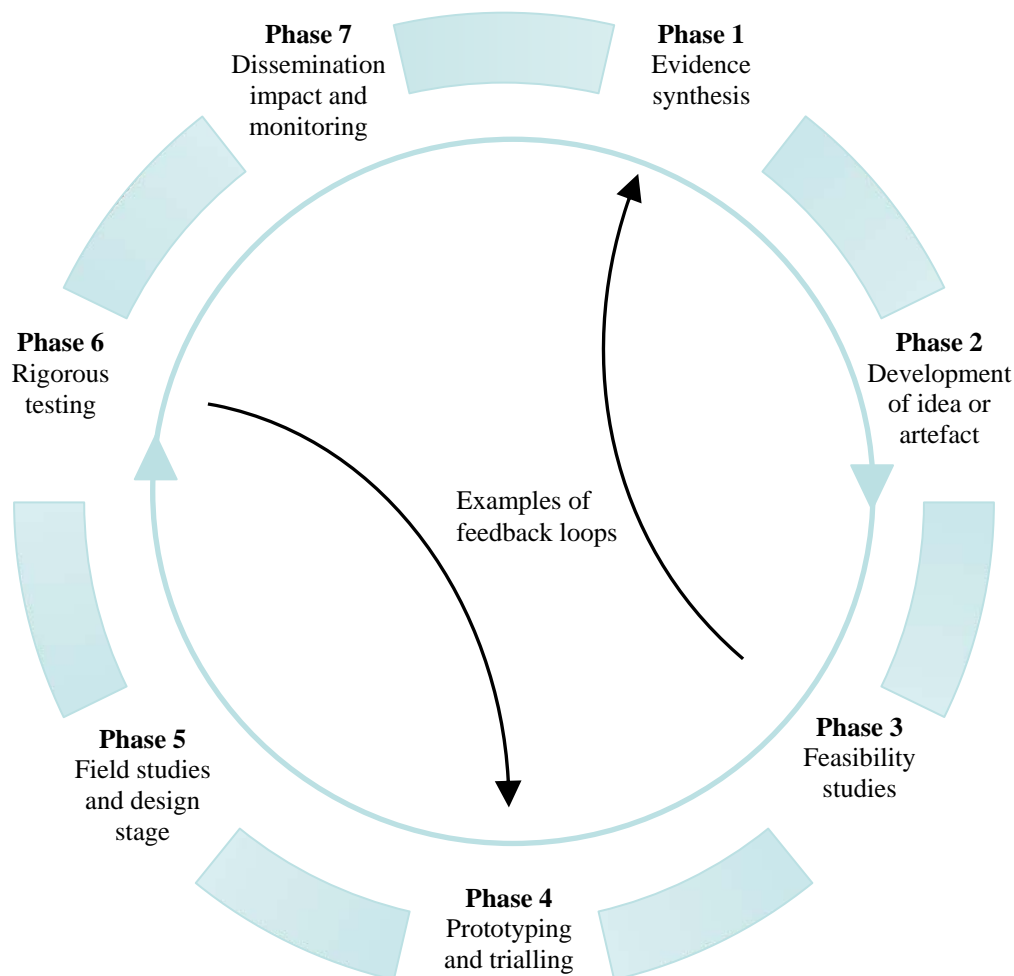 Phase 7
Dissemination
impact and
monitoring
Phase 1
Evidence
synthesis
Phase 6
Rigorous
testing
Phase 2
Development
of idea or
artefact
Examples of
feedback loops
Phase 5
Field studies
and design
stage
Phase 3
Feasibility
studies
Phase 4
Prototyping
and trialling